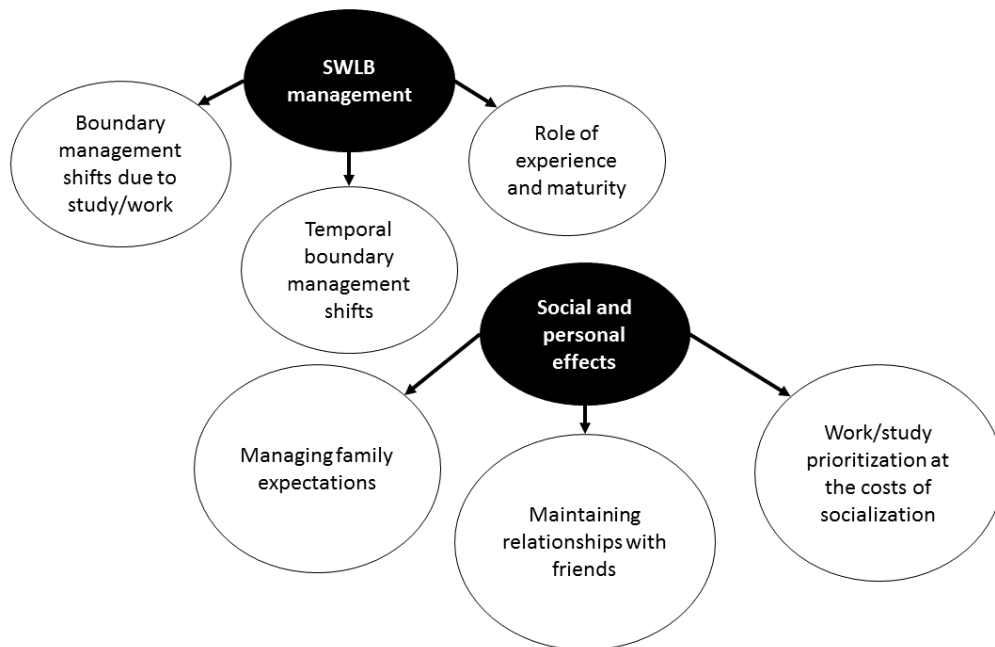 SWLB
management
Boundary
management
shifts due to
study/work
Role of
experience
and maturity
Temporal
boundary
management
shifts
Social and
personal
effects
Managing family
expectations
Maintaining
relationships with
friends
Work/study
prioritization at
the costs of
socialization